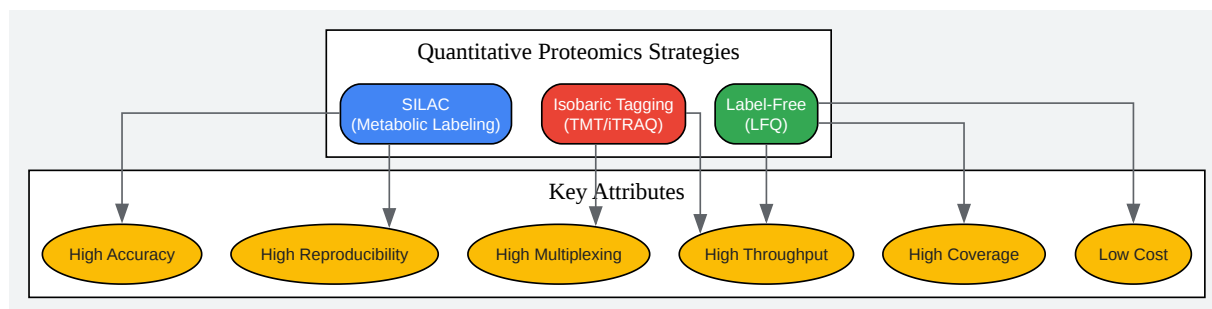 Quantitative Proteomics Strategies
SILAC
(Metabolic Labeling)
Isobaric Tagging
(TMT/iTRAQ)
Label-Free
(LFQ)
Key Attributes
High Accuracy
High Reproducibility
High Multiplexing
High Throughput
High Coverage
Low Cost